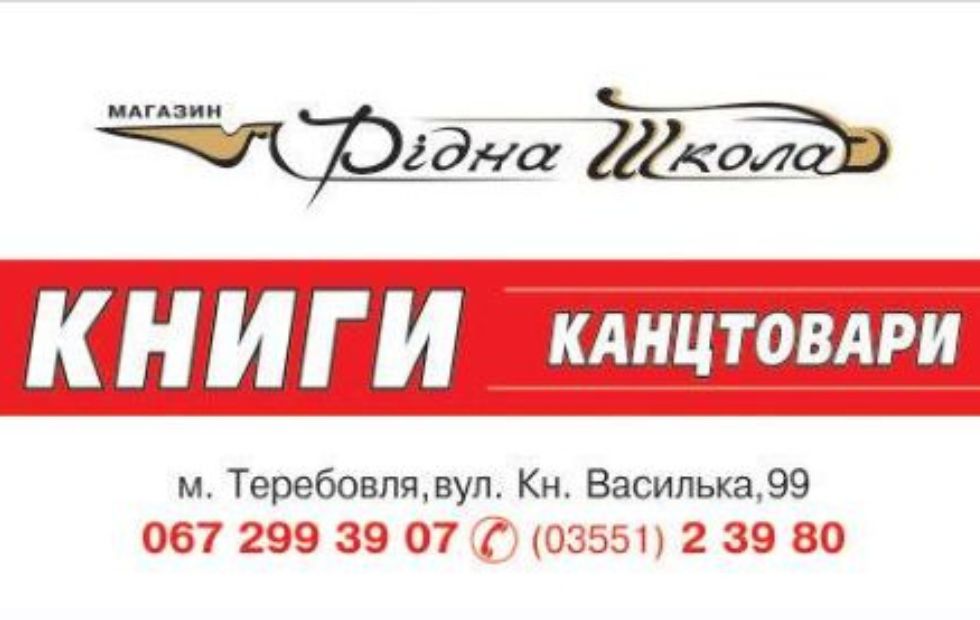 МАГАЗИН
Рідна Школа
КНИГИ КАНЦТОВАРИ
м. Теребовля,вул. Кн. Василька,99
067 299 39 07 ✆ (03551) 2 39 80